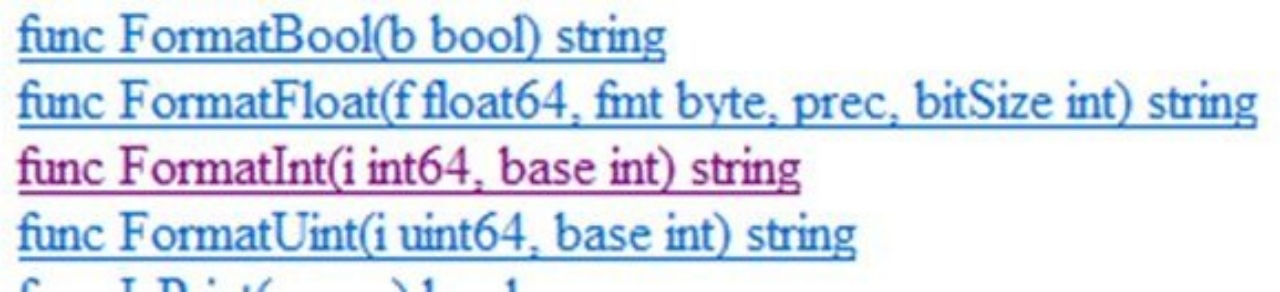 func FormatBool(b bool) string
func FormatFloat(f float64, fmt byte, prec, bitSize int) string
func FormatInt(i int64, base int) string
func FormatUint(i uint64, base int) string